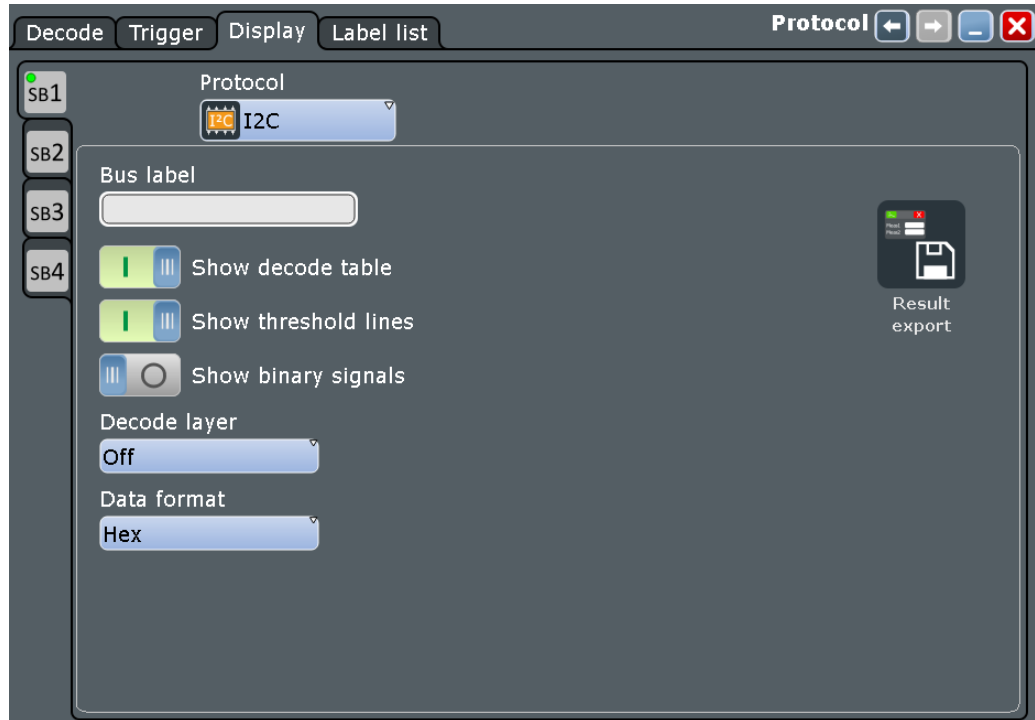 Decode Trigger Display Label list Protocol
SB1
Protocol
I²C I2C
SB2
Bus label
SB3
SB4
Show decode table
Show threshold lines
Show binary signals
Result
export
Decode layer
Off
Data format
Hex